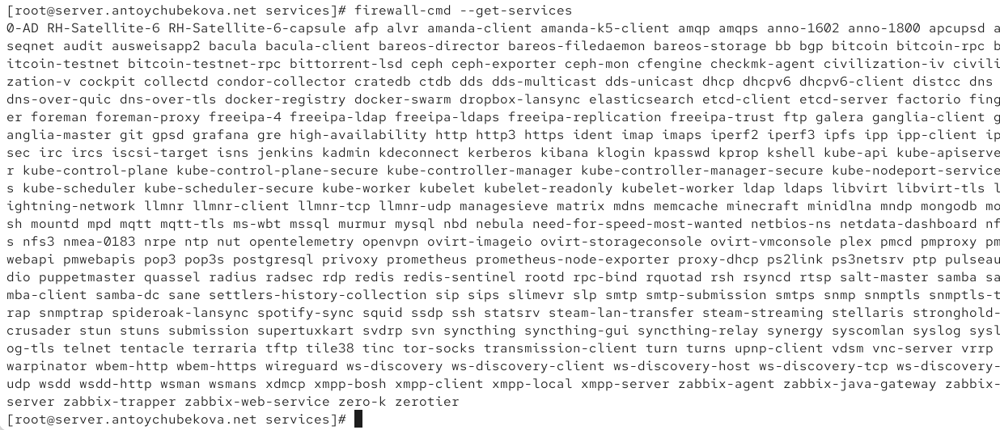 [root@server.antoychubekova.net services]# firewall-cmd --get-services
0-AD RH-Satellite-6 RH-Satellite-6-capsule afp alvr amanda-client amanda-k5-client amqp amqps anno-1602 anno-1800 apcupsd a
seqnet audit ausweisapp2 bacula bacula-client bareos-director bareos-filedaemon bareos-storage bb bgp bitcoin bitcoin-rpc b
itcoin-testnet bitcoin-testnet-rpc bittorrent-lsd ceph ceph-exporter ceph-mon cfengine checkmk-agent civilization-iv civili
zation-v cockpit collectd condor-collector cratedb ctdb dds dds-multicast dds-unicast dhcp dhcpv6 dhcpv6-client distcc dns
dns-over-quic dns-over-tls docker-registry docker-swarm dropbox-lansync elasticsearch etcd-client etcd-server factorio fing
er foreman foreman-proxy freeipa-4 freeipa-ldap freeipa-ldaps freeipa-replication freeipa-trust ftp galera ganglia-client g
anglia-master git gpsd grafana gre high-availability http http3 https ident imap imaps iperf2 iperf3 ipfs ipp ipp-client ip
sec irc ircs iscsi-target isns jenkins kadmin kdeconnect kerberos kibana klogin kpasswd kprop kshell kube-api kube-apiserve
r kube-control-plane kube-control-plane-secure kube-controller-manager kube-controller-manager-secure kube-nodeport-service
s kube-scheduler kube-scheduler-secure kube-worker kubelet kubelet-readonly kubelet-worker ldap ldaps libvirt libvirt-tls l
ightning-network llmnr llmnr-client llmnr-tcp llmnr-udp managesieve matrix mdns memcache minecraft minidlna mndp mongodb mo
sh mountd mpd mqtt mqtt-tls ms-wbt mssql murmur mysql nbd nebula need-for-speed-most-wanted netbios-ns netdata-dashboard nf
s nfs3 nmea-0183 nrpe ntp nut opentelemetry openvpn ovirt-imageio ovirt-storageconsole ovirt-vmconsole plex pmcd pmproxy pm
webapi pmwebapis pop3 pop3s postgresql privoxy prometheus prometheus-node-exporter proxy-dhcp ps2link ps3netsrv ptp pulseau
dio puppetmaster quassel radius radsec rdp redis redis-sentinel rootd rpc-bind rquotad rsh rsyncd rtsp salt-master samba sa
mba-client samba-dc sane settlers-history-collection sip sips slimevr slp smtp smtp-submission smtps snmp snmptls snmptls-t
rap snmptrap spideroak-lansync spotify-sync squid ssdp ssh statsrv steam-lan-transfer steam-streaming stellaris stronghold-
crusader stun stuns submission supertuxkart svdrp svn syncthing syncthing-gui syncthing-relay synergy syscomlan syslog sysl
og-tls telnet tentacle terraria tftp tile38 tinc tor-socks transmission-client turn turns upnp-client vdsm vnc-server vrrp
warpinator wbem-http wbem-https wireguard ws-discovery ws-discovery-client ws-discovery-host ws-discovery-tcp ws-discovery-
udp wsdd wsdd-http wsman wsmans xdmcp xmpp-bosh xmpp-client xmpp-local xmpp-server zabbix-agent zabbix-java-gateway zabbix-
server zabbix-trapper zabbix-web-service zero-k zerotier
[root@server.antoychubekova.net services]#